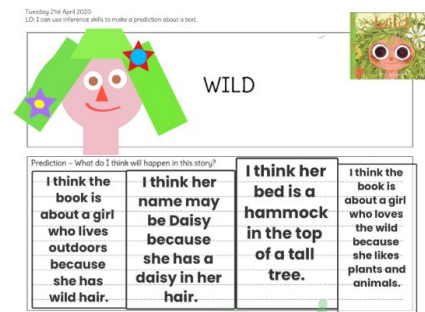 Tuesday 21st April 2020
LO: I can use inference skills to make a prediction about a text.
wild
WILD
Prediction - What do I think will happen in this story?
I think the
book is
about a girl
who lives
outdoors
because
she has
wild hair.
I think her
name may
be Daisy
because
she has a
daisy in her
hair.
I think her
bed is a
hammock
in the top
of a tall
tree.
I think the
book is
about a girl
who loves
the wild
because
she likes
plants and
animals.